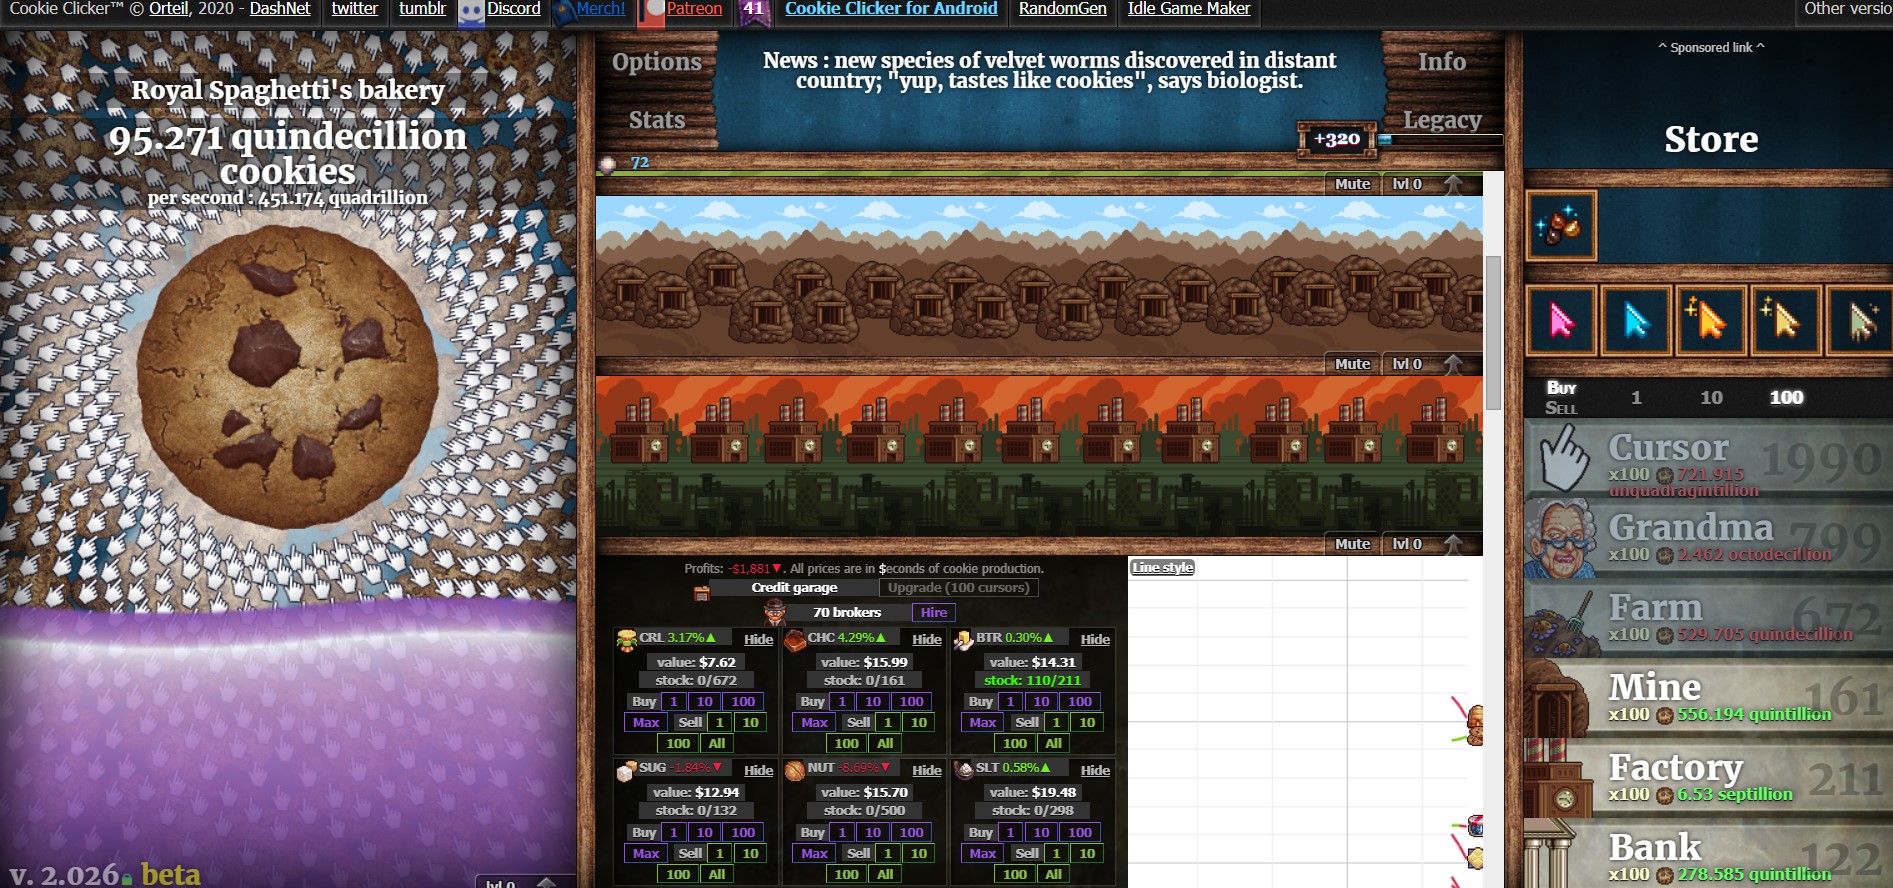 Cookie Clicker™ © Orteil, 2020 - DashNet
twitter
tumblr
Discord
Merch!
Patreon
41
Cookie Clicker for Android
RandomGen
Idle Game Maker
Other versio
Royal Spaghetti's bakery
95.271 quindecillion
cookies
per second : 451.174 quadrillion
v. 2.026 beta
lvl 0
Options
Stats
News : new species of velvet worms discovered in distant
country; "yup, tastes like cookies", says biologist.
Info
Legacy
+320
72
Mute lvl 0
Mute lvl 0
Mute lvl 0
Profits: -$1,881▼. All prices are in $econds of cookie production.
Credit garage
Upgrade (100 cursors)
70 brokers
Hire
CRL 3.17%▲ Hide
value: $7.62
stock: 0/672
Buy 1 10 100
Max Sell 1 10
100 All
CHC 4.29%▲ Hide
value: $15.99
stock: 0/161
Buy 1 10 100
Max Sell 1 10
100 All
BTR 0.30%▲ Hide
value: $14.31
stock: 110/211
Buy 1 10 100
Max Sell 1 10
100 All
SUG -1.84%▼ Hide
value: $12.94
stock: 0/132
Buy 1 10 100
Max Sell 1 10
100 All
NUT -8.69%▼ Hide
value: $15.70
stock: 0/500
Buy 1 10 100
Max Sell 1 10
100 All
SLT 0.58%▲ Hide
value: $19.48
stock: 0/298
Buy 1 10 100
Max Sell 1 10
100 All
Line style
^ Sponsored link ^
Store
Buy
Sell
1 10 100
Cursor 1990
x100 721.915
unquadragintillion
Grandma 799
x100 2.462 octodecillion
Farm 672
x100 529.705 quindecillion
Mine 161
x100 556.194 quintillion
Factory 211
x100 6.53 septillion
Bank 122
x100 278.585 quintillion